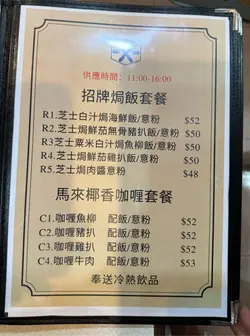 供應時間：11:00-16:00
招牌焗飯套餐
R1.芝士白汁焗海鮮飯/意粉 $52
R2.芝士焗鮮茄無骨豬扒飯/意粉 $50
R3芝士粟米白汁焗魚柳飯/意粉 $50
R4.芝士焗鮮茄雞扒飯/意粉 $50
R5.芝士焗肉醬意粉 $48
馬來椰香咖喱套餐
C1.咖喱魚柳 配飯/意粉 $52
C2.咖喱豬扒 配飯/意粉 $52
C3.咖喱雞扒 配飯/意粉 $52
C4.咖喱牛肉 配飯/意粉 $53
奉送冷熱飲品